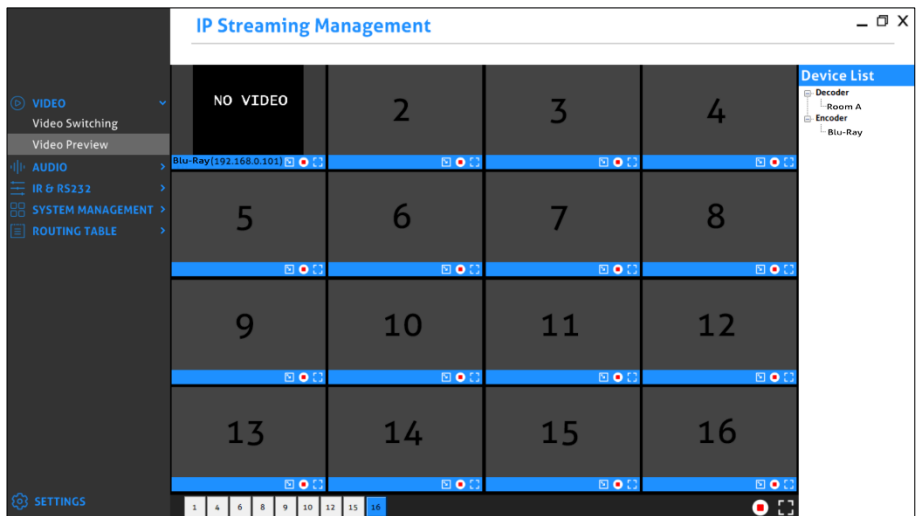 IP Streaming Management
VIDEO
Video Switching
Video Preview
AUDIO
IR & RS232
SYSTEM MANAGEMENT
ROUTING TABLE
SETTINGS
NO VIDEO
Blu-Ray(192.168.0.101)
2
3
4
5
6
7
8
9
10
11
12
13
14
15
16
1 4 6 8 9 10 12 15 16
Device List
Decoder
Room A
Encoder
Blu-Ray